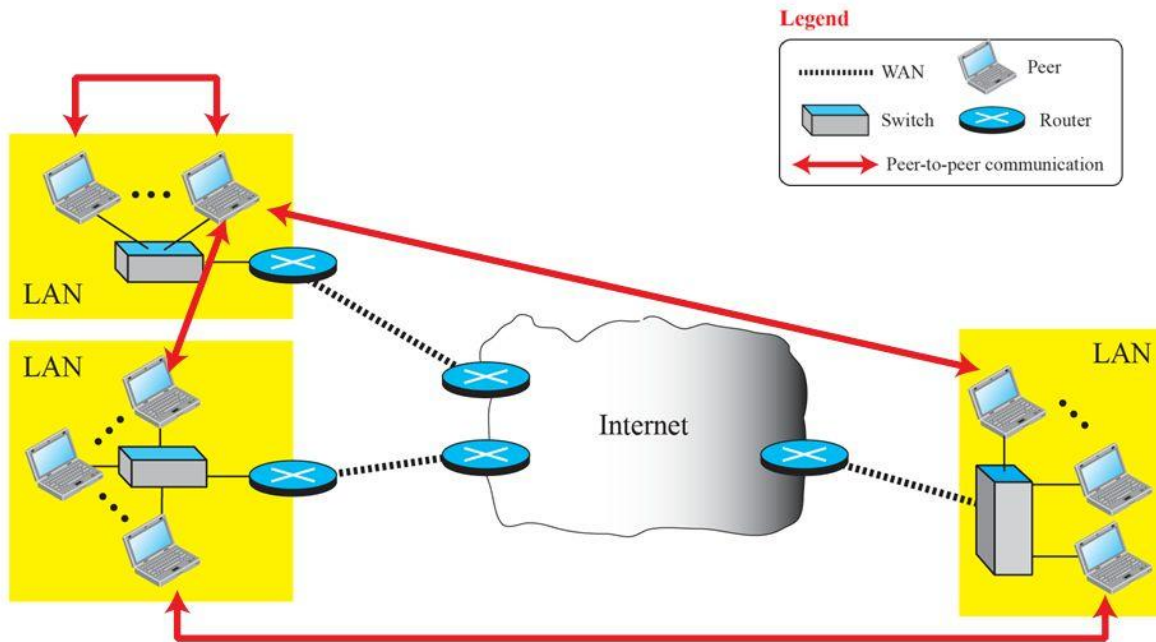 Legend
WAN
Peer
Switch
Router
Peer-to-peer communication
LAN
LAN
Internet
LAN